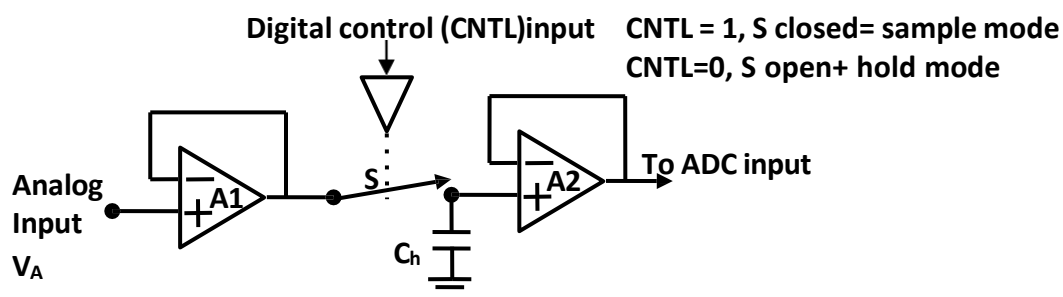 Digital control (CNTL)input
CNTL = 1, S closed= sample mode
CNTL=0, S open+ hold mode
Analog
Input
VA
A1
S
Ch
A2
To ADC input